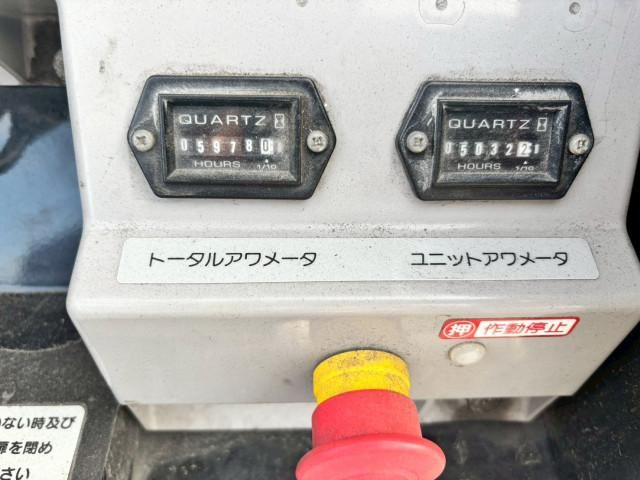 QUARTZ
059780
HOURS 1/10
QUARTZ
050322
HOURS 1/10
トータルアワメータ
ユニットアワメータ
押 作動停止
ない時及び
扉を閉め
さい